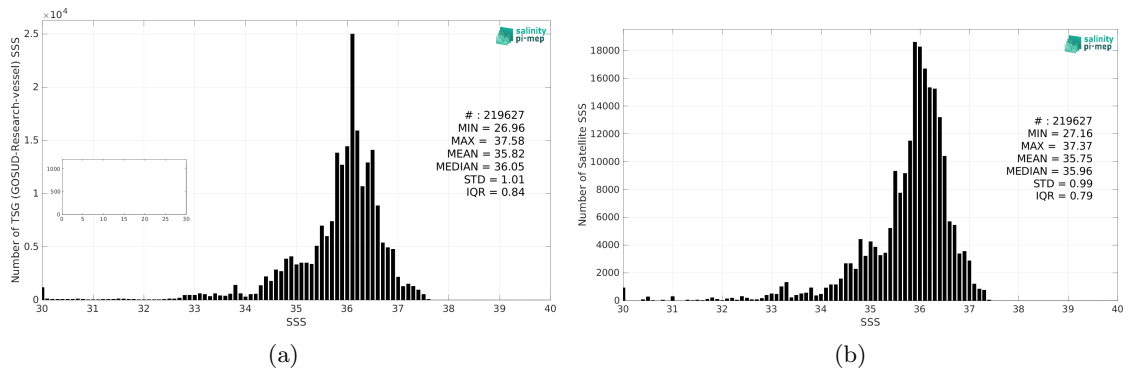 ×10⁴
2.5
2
1.5
1
0.5
0
Number of TSG (GOSUD-Research-vessel) SSS
salinity
pi-mep
# : 219627
MIN = 26.96
MAX = 37.58
MEAN = 35.82
MEDIAN = 36.05
STD = 1.01
IQR = 0.84
1000
500
0
0 5 10 15 20 25 30
30 31 32 33 34 35 36 37 38 39 40
SSS
(a)
18000
16000
14000
12000
10000
8000
6000
4000
2000
0
Number of Satellite SSS
salinity
pi-mep
# : 219627
MIN = 27.16
MAX = 37.37
MEAN = 35.75
MEDIAN = 35.96
STD = 0.99
IQR = 0.79
30 31 32 33 34 35 36 37 38 39 40
SSS
(b)